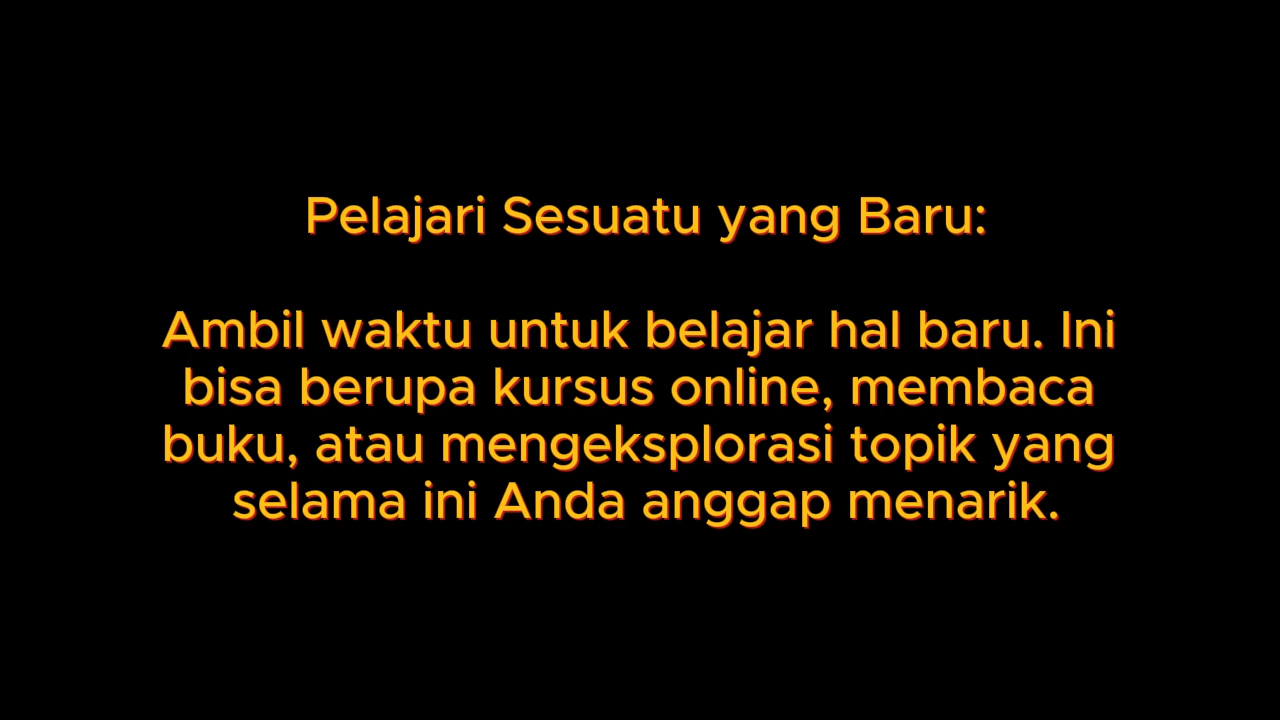 Pelajari Sesuatu yang Baru:
Ambil waktu untuk belajar hal baru. Ini
bisa berupa kursus online, membaca
buku, atau mengeksplorasi topik yang
selama ini Anda anggap menarik.